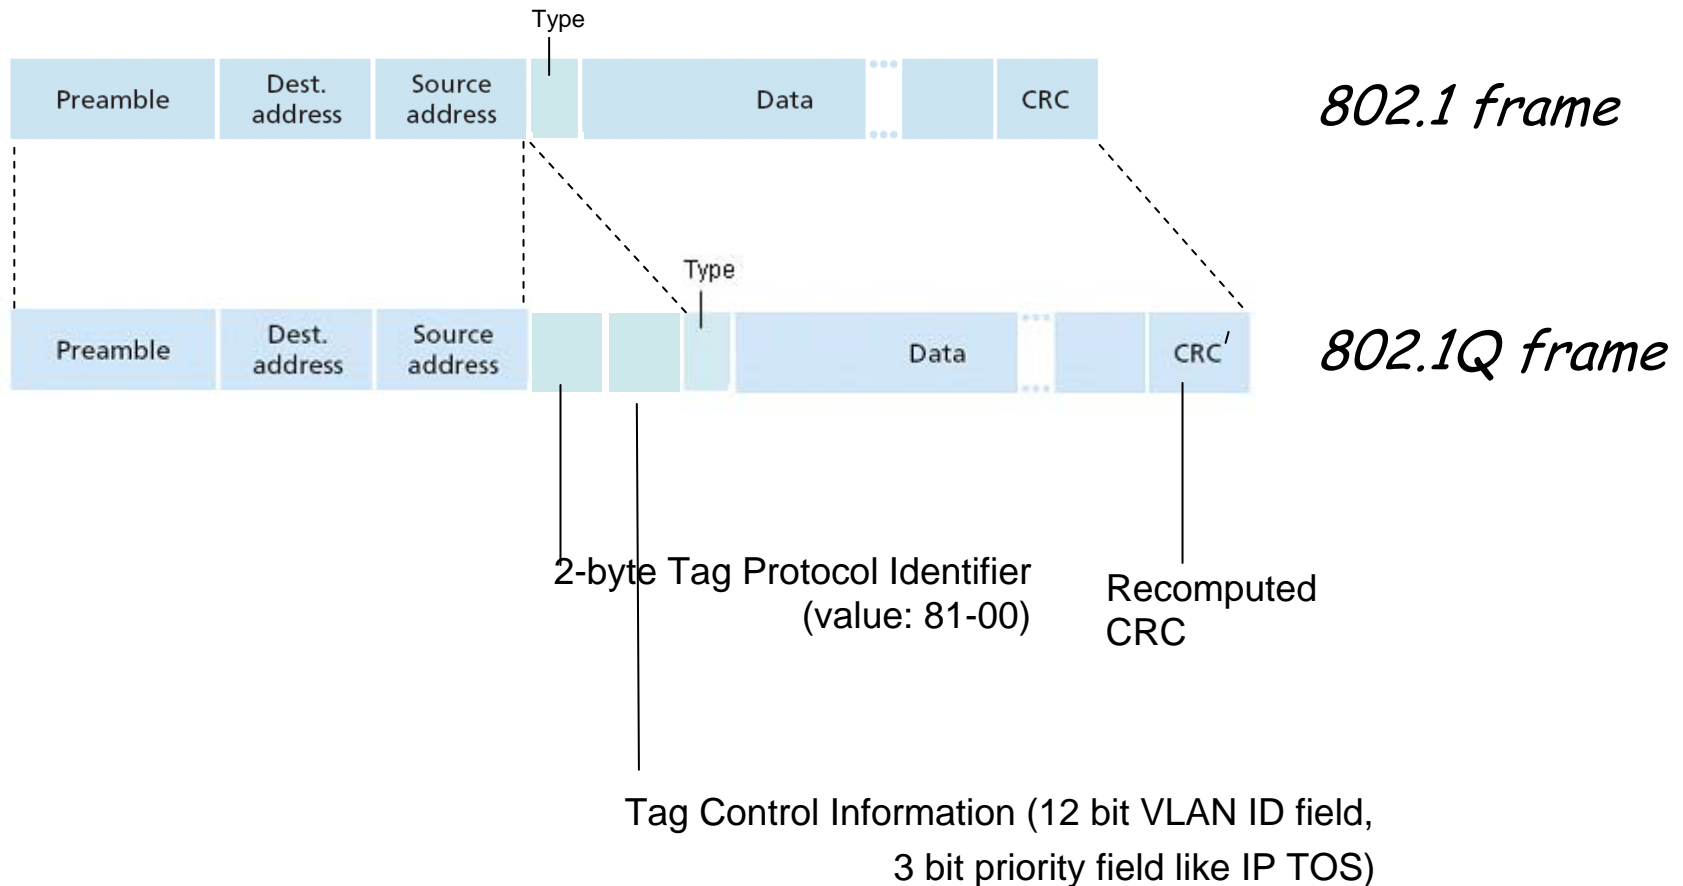 Type
Preamble
Dest.
address
Source
address
Data
CRC
802.1 frame
Type
Preamble
Dest.
address
Source
address
Data
CRC'
802.1Q frame
2-byte Tag Protocol Identifier
(value: 81-00)
Recomputed
CRC
Tag Control Information (12 bit VLAN ID field,
3 bit priority field like IP TOS)